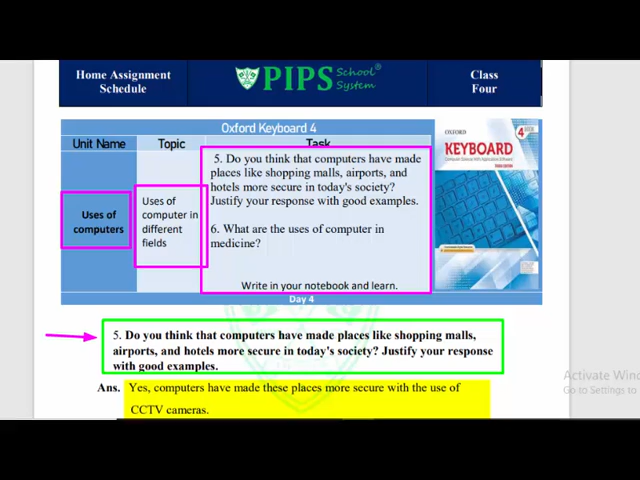 Home Assignment
Schedule
PIPS School®
System
Class
Four
Oxford Keyboard 4
Unit Name
Topic
Task
Uses of
computers
Uses of
computer in
different
fields
5. Do you think that computers have made
places like shopping malls, airports, and
hotels more secure in today's society?
Justify your response with good examples.
6. What are the uses of computer in
medicine?
Write in your notebook and learn.
OXFORD
4
KEYBOARD
Computer Science with Application Software
Day 4
5. Do you think that computers have made places like shopping malls,
airports, and hotels more secure in today's society? Justify your response
with good examples.
Ans. Yes, computers have made these places more secure with the use of
CCTV cameras.
Activate Wind
Go to Settings to